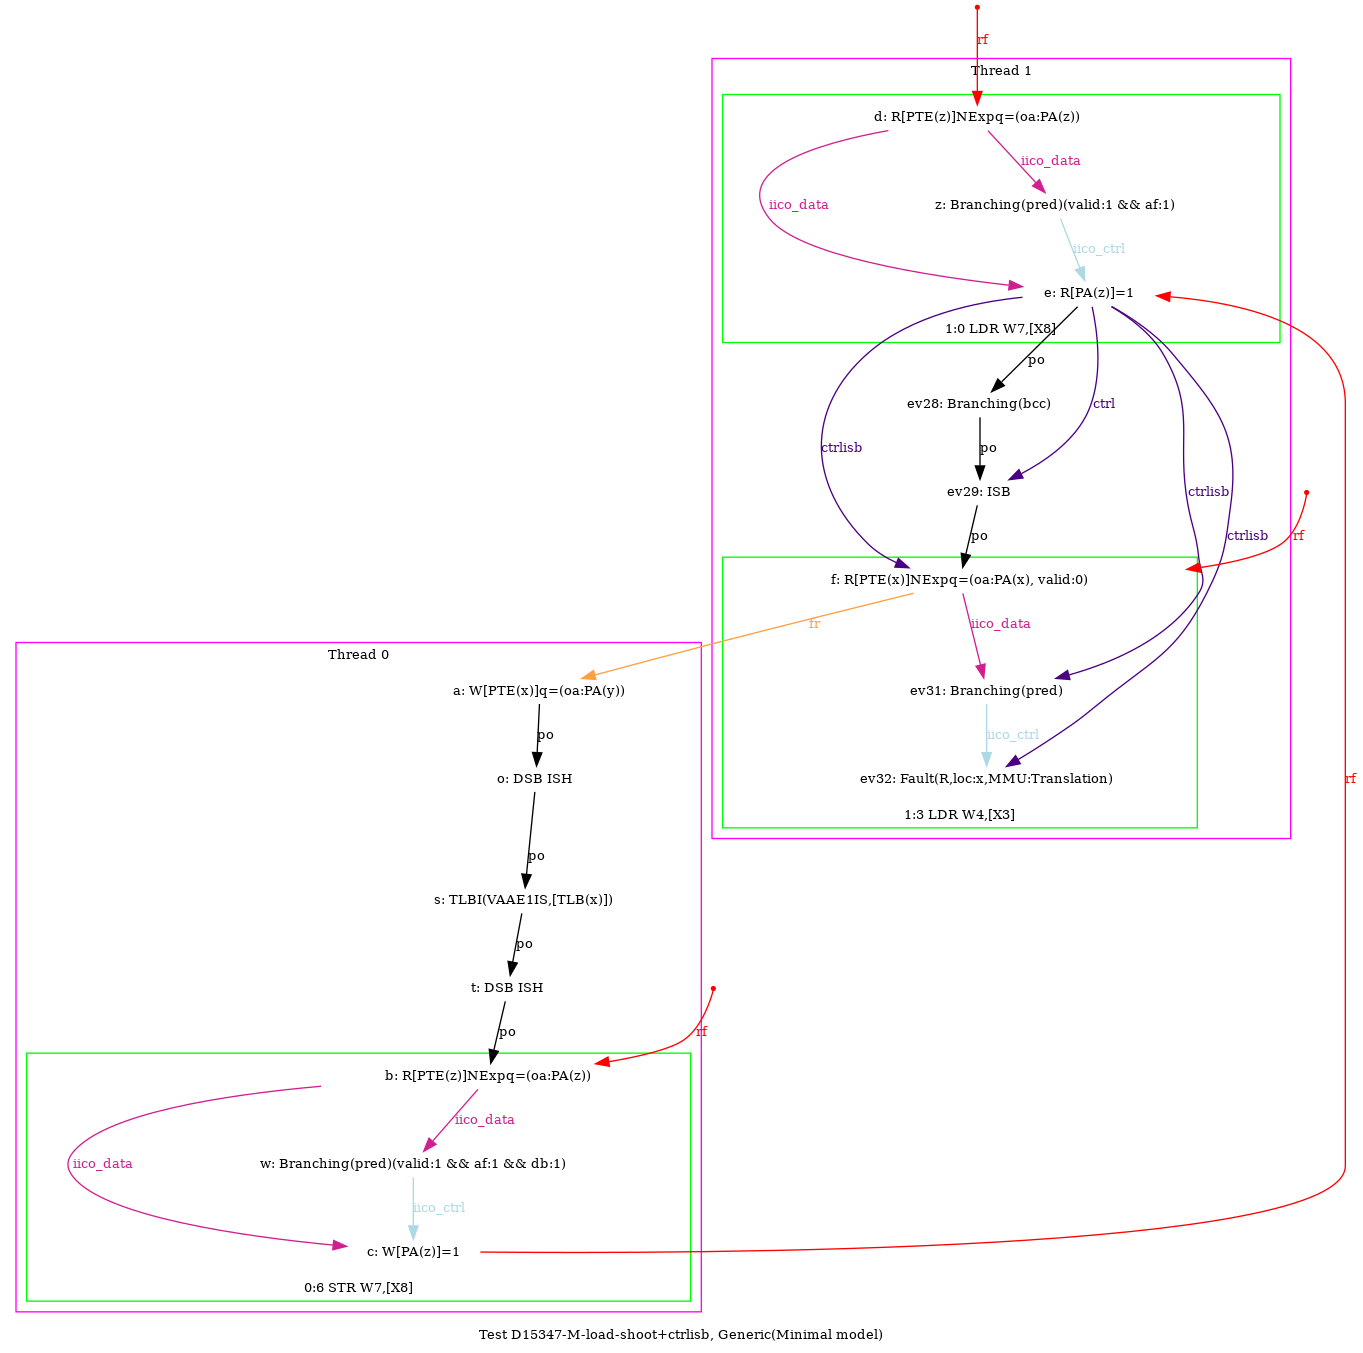 rf
Thread 1
d: R[PTE(z)]NExpq=(oa:PA(z))
iico_data
iico_data
z: Branching(pred)(valid:1 && af:1)
iico_ctrl
e: R[PA(z)]=1
1:0 LDR W7,[X8]
po
ev28: Branching(bcc)
ctrl
ctrlisb
po
ctrlisb
ev29: ISB
po
ctrlisb
rf
f: R[PTE(x)]NExpq=(oa:PA(x), valid:0)
fr
iico_data
Thread 0
a: W[PTE(x)]q=(oa:PA(y))
ev31: Branching(pred)
po
iico_ctrl
o: DSB ISH
ev32: Fault(R,loc:x,MMU:Translation)
rf
1:3 LDR W4,[X3]
po
s: TLBI(VAAE1IS,[TLB(x)])
po
t: DSB ISH
po
rf
b: R[PTE(z)]NExpq=(oa:PA(z))
iico_data
iico_data
w: Branching(pred)(valid:1 && af:1 && db:1)
iico_ctrl
c: W[PA(z)]=1
0:6 STR W7,[X8]
Test D15347-M-load-shoot+ctrlisb, Generic(Minimal model)